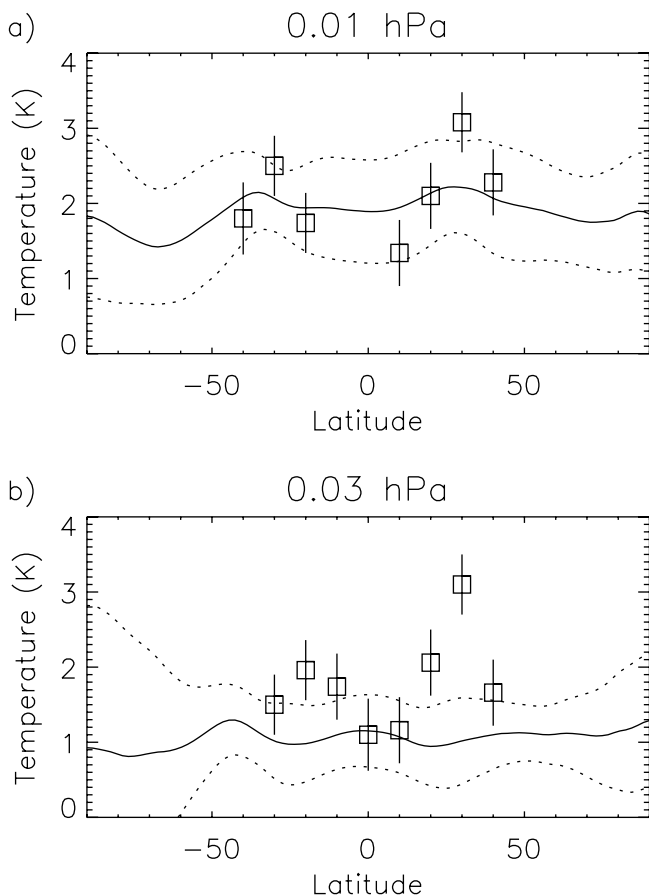 a)
0.01 hPa
4
3
2
1
0
Temperature (K)
−50 0 50
Latitude
b)
0.03 hPa
4
3
2
1
0
Temperature (K)
−50 0 50
Latitude